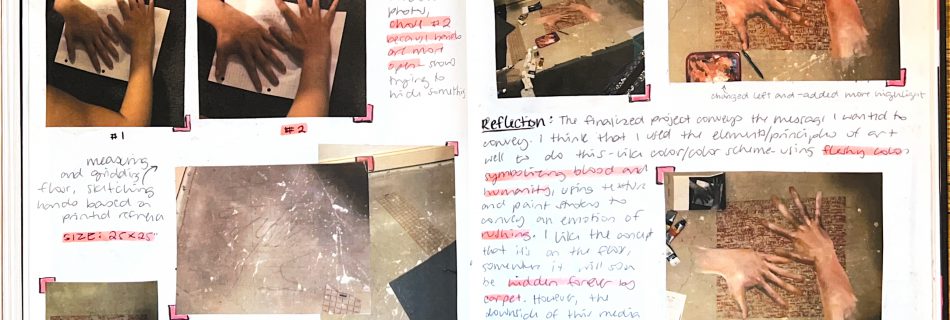 photos,
chose #2
because hands
are more
open - shows
trying to
hide something
#1
#2
measuring
and gridding
floor, sketching
hands based on
printed refrence
SIZE: 25x25"
changed left and added more highlight
Reflection: The finalized project conveys the message I wanted to
convey. I think that I used the elements/principles of art
well to do this-like color/color scheme-using fleshy color,
symbolizing blood and
humanity, using texture
and paint strokes to
convey an emotion of
rushing. I like the concept
that it's on the floor,
somewhere it will soon
be hidden forever by
carpet. However, the
downside of this media